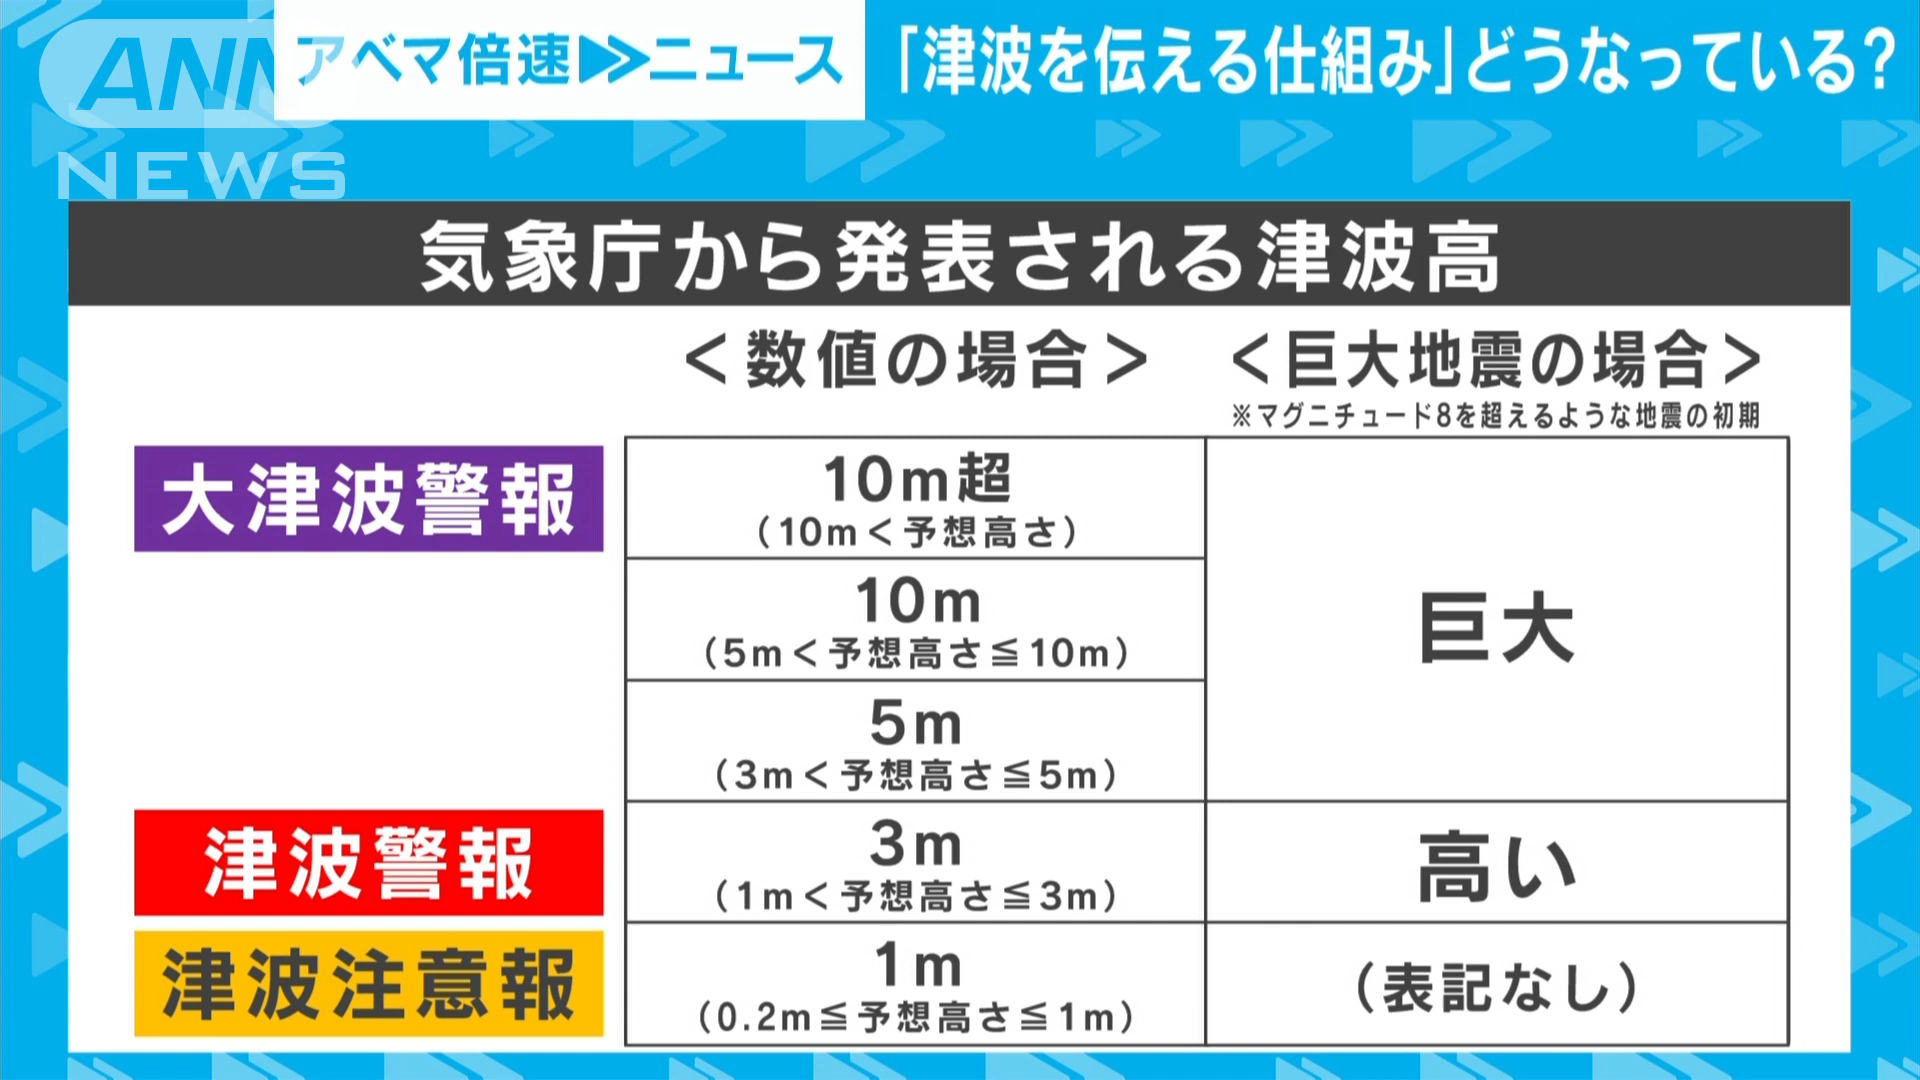 ANN
NEWS
アベマ倍速ニュース
「津波を伝える仕組み」どうなっている？
気象庁から発表される津波高
＜数値の場合＞
＜巨大地震の場合＞
※マグニチュード8を超えるような地震の初期
大津波警報
10m超
（10m＜予想高さ）
10m
（5m＜予想高さ≦10m）
巨大
5m
（3m＜予想高さ≦5m）
津波警報
3m
（1m＜予想高さ≦3m）
高い
津波注意報
1m
（0.2m≦予想高さ≦1m）
（表記なし）